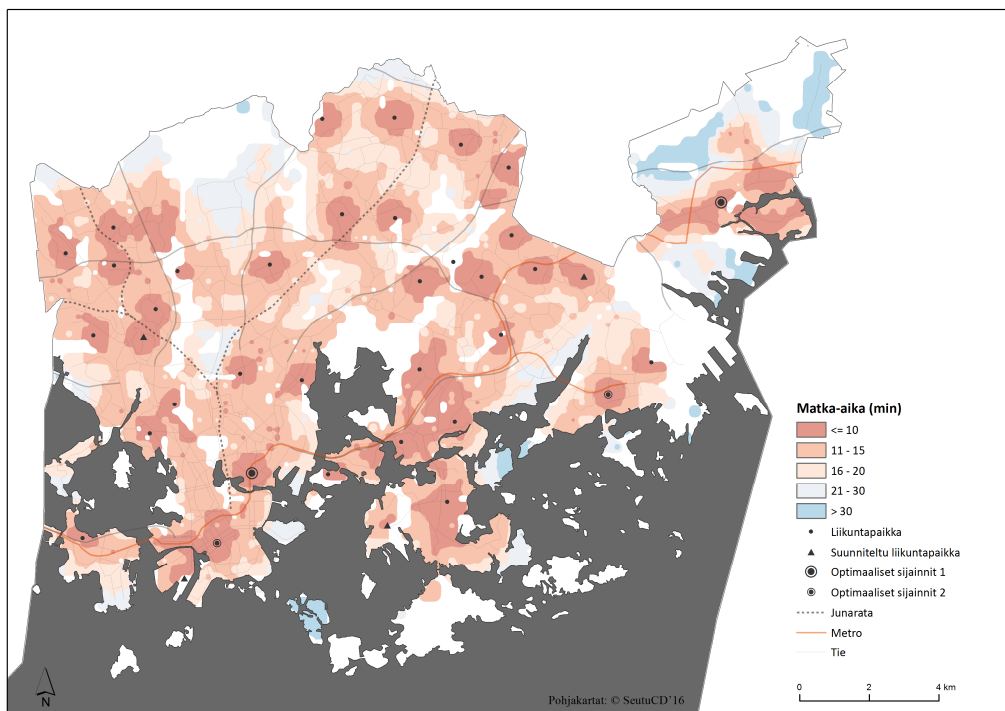 Matka-aika (min)
<= 10
11 - 15
16 - 20
21 - 30
> 30
Liikuntapaikka
Suunniteltu liikuntapaikka
Optimaaliset sijainnit 1
Optimaaliset sijainnit 2
Junarata
Metro
Tie
N
Pohjakartat: © SeutuCD'16
0 2 4 km